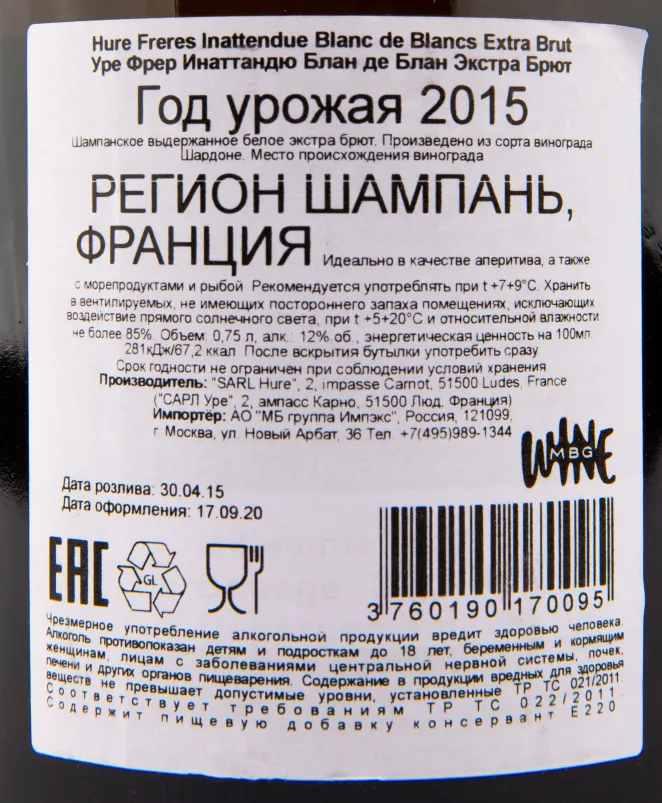 Hure Freres Inattendue Blanc de Blancs Extra Brut
Уре Фрер Инаттандю Блан де Блан Экстра Брют
Год урожая 2015
Шампанское выдержанное белое экстра брют. Произведено из сорта винограда
Шардоне. Место происхождения винограда
РЕГИОН ШАМПАНЬ,
ФРАНЦИЯ Идеально в качестве аперитива, а также
с морепродуктами и рыбой Рекомендуется употреблять при t +7+9°С. Хранить
в вентилируемых, не имеющих постороннего запаха помещениях, исключающих
воздействие прямого солнечного света, при t +5+20°С и относительной влажности
не более 85%. Объем: 0,75 л, алк.: 12% об., энергетическая ценность на 100мл.
281кДж/67,2 ккал После вскрытия бутылки употребить сразу
Срок годности не ограничен при соблюдении условий хранения
Производитель: "SARL Hure", 2, impasse Carnot, 51500 Ludes, France
("САРЛ Уре", 2, ампасс Карно, 51500 Люд, Франция)
Импортёр: АО "МБ группа Импэкс", Россия, 121099,
г. Москва, ул. Новый Арбат, 36 Тел. +7(495)989-1344
WINE
MBG
Дата розлива: 30.04.15
Дата оформления: 17.09.20
EAC
GL
3 760190 170095
Чрезмерное употребление алкогольной продукции вредит здоровью человека.
Алкоголь противопоказан детям и подросткам до 18 лет, беременным и кормящим
женщинам, лицам с заболеваниями центральной нервной системы, почек,
печени и других органов пищеварения. Содержание в продукции вредных для здоровья
веществ не превышает допустимые уровни, установленные ТР ТС 021/2011.
Соответствует требованиям ТР ТС 022/2011.
Содержит пищевую добавку консервант Е220